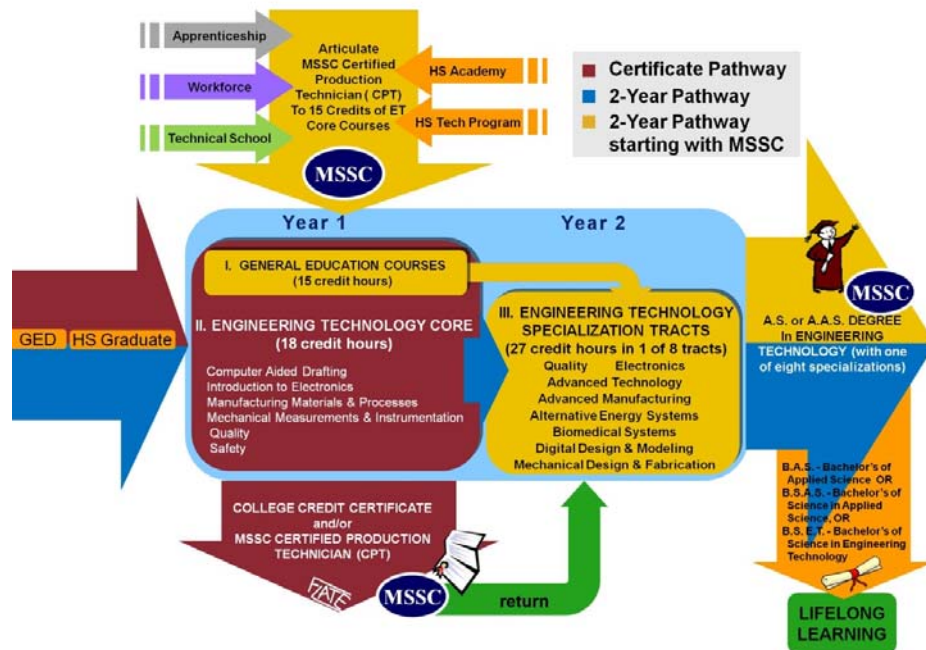 Apprenticeship
Workforce
Technical School
Articulate
MSSC Certified
Production
Technician ( CPT)
To 15 Credits of ET
Core Courses
HS Academy
HS Tech Program
MSSC
Certificate Pathway
2-Year Pathway
2-Year Pathway
starting with MSSC
Year 1
Year 2
I. GENERAL EDUCATION COURSES
(15 credit hours)
GED
HS Graduate
II. ENGINEERING TECHNOLOGY CORE
(18 credit hours)
Computer Aided Drafting
Introduction to Electronics
Manufacturing Materials & Processes
Mechanical Measurements & Instrumentation
Quality
Safety
III. ENGINEERING TECHNOLOGY
SPECIALIZATION TRACTS
(27 credit hours in 1 of 8 tracts)
Quality Electronics
Advanced Technology
Advanced Manufacturing
Alternative Energy Systems
Biomedical Systems
Digital Design & Modeling
Mechanical Design & Fabrication
MSSC
A.S. or A.A.S. DEGREE
In ENGINEERING
TECHNOLOGY (with one
of eight specializations)
COLLEGE CREDIT CERTIFICATE
and/or
MSSC CERTIFIED PRODUCTION
TECHNICIAN (CPT)
FLATE
MSSC
return
B.A.S. - Bachelor's of
Applied Science OR
B.S.A.S. - Bachelor's of
Science in Applied
Science, OR
B.S. E.T. - Bachelor's of
Science in Engineering
Technology
LIFELONG
LEARNING